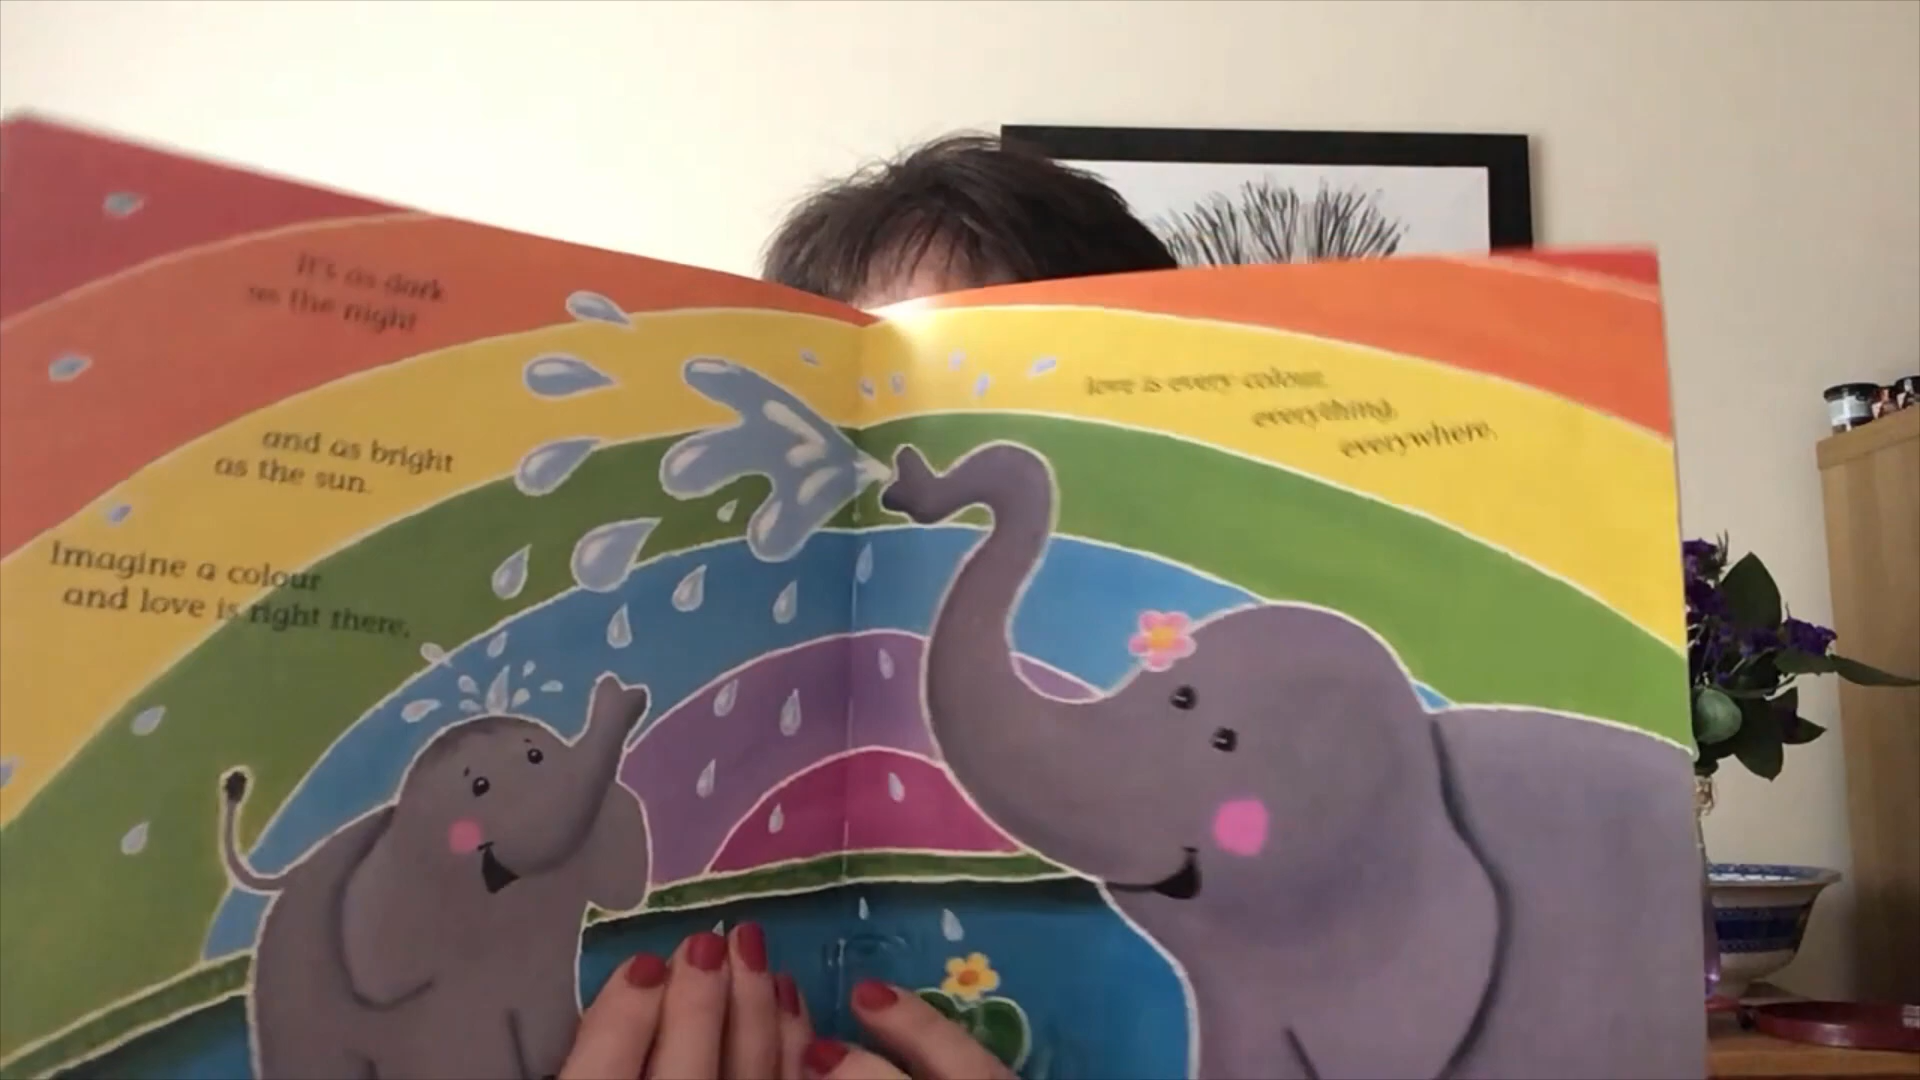 It's as dark
as the night
and as bright
as the sun.
Imagine a colour
and love is right there,
love is every colour,
everything,
everywhere.